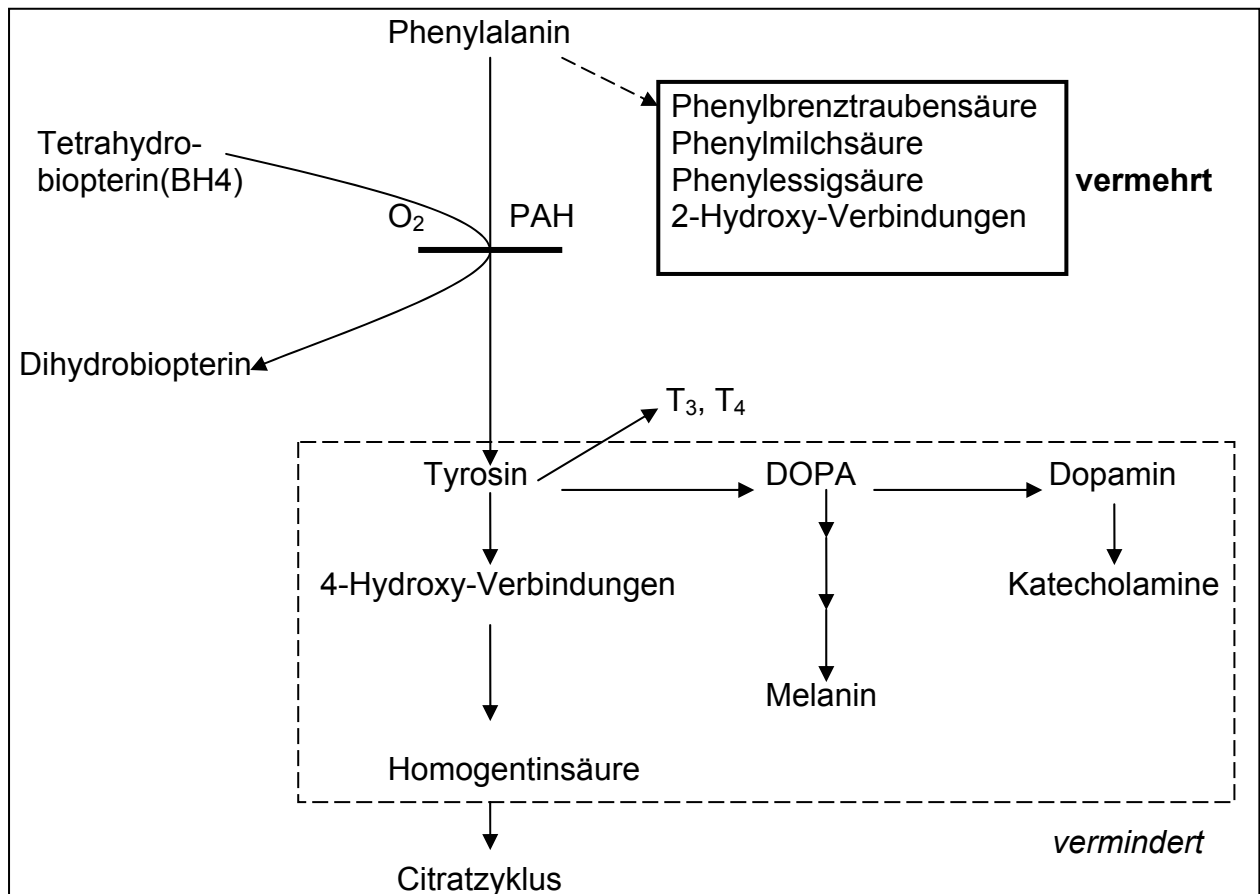 Phenylalanin
Phenylbrenztraubensäure
Phenylmilchsäure
Phenylessigsäure
2-Hydroxy-Verbindungen
vermehrt
Tetrahydro-
biopterin(BH4)
O₂ PAH
Dihydrobiopterin
T₃, T₄
Tyrosin DOPA Dopamin
4-Hydroxy-Verbindungen Katecholamine
Melanin
Homogentinsäure
vermindert
Citratzyklus